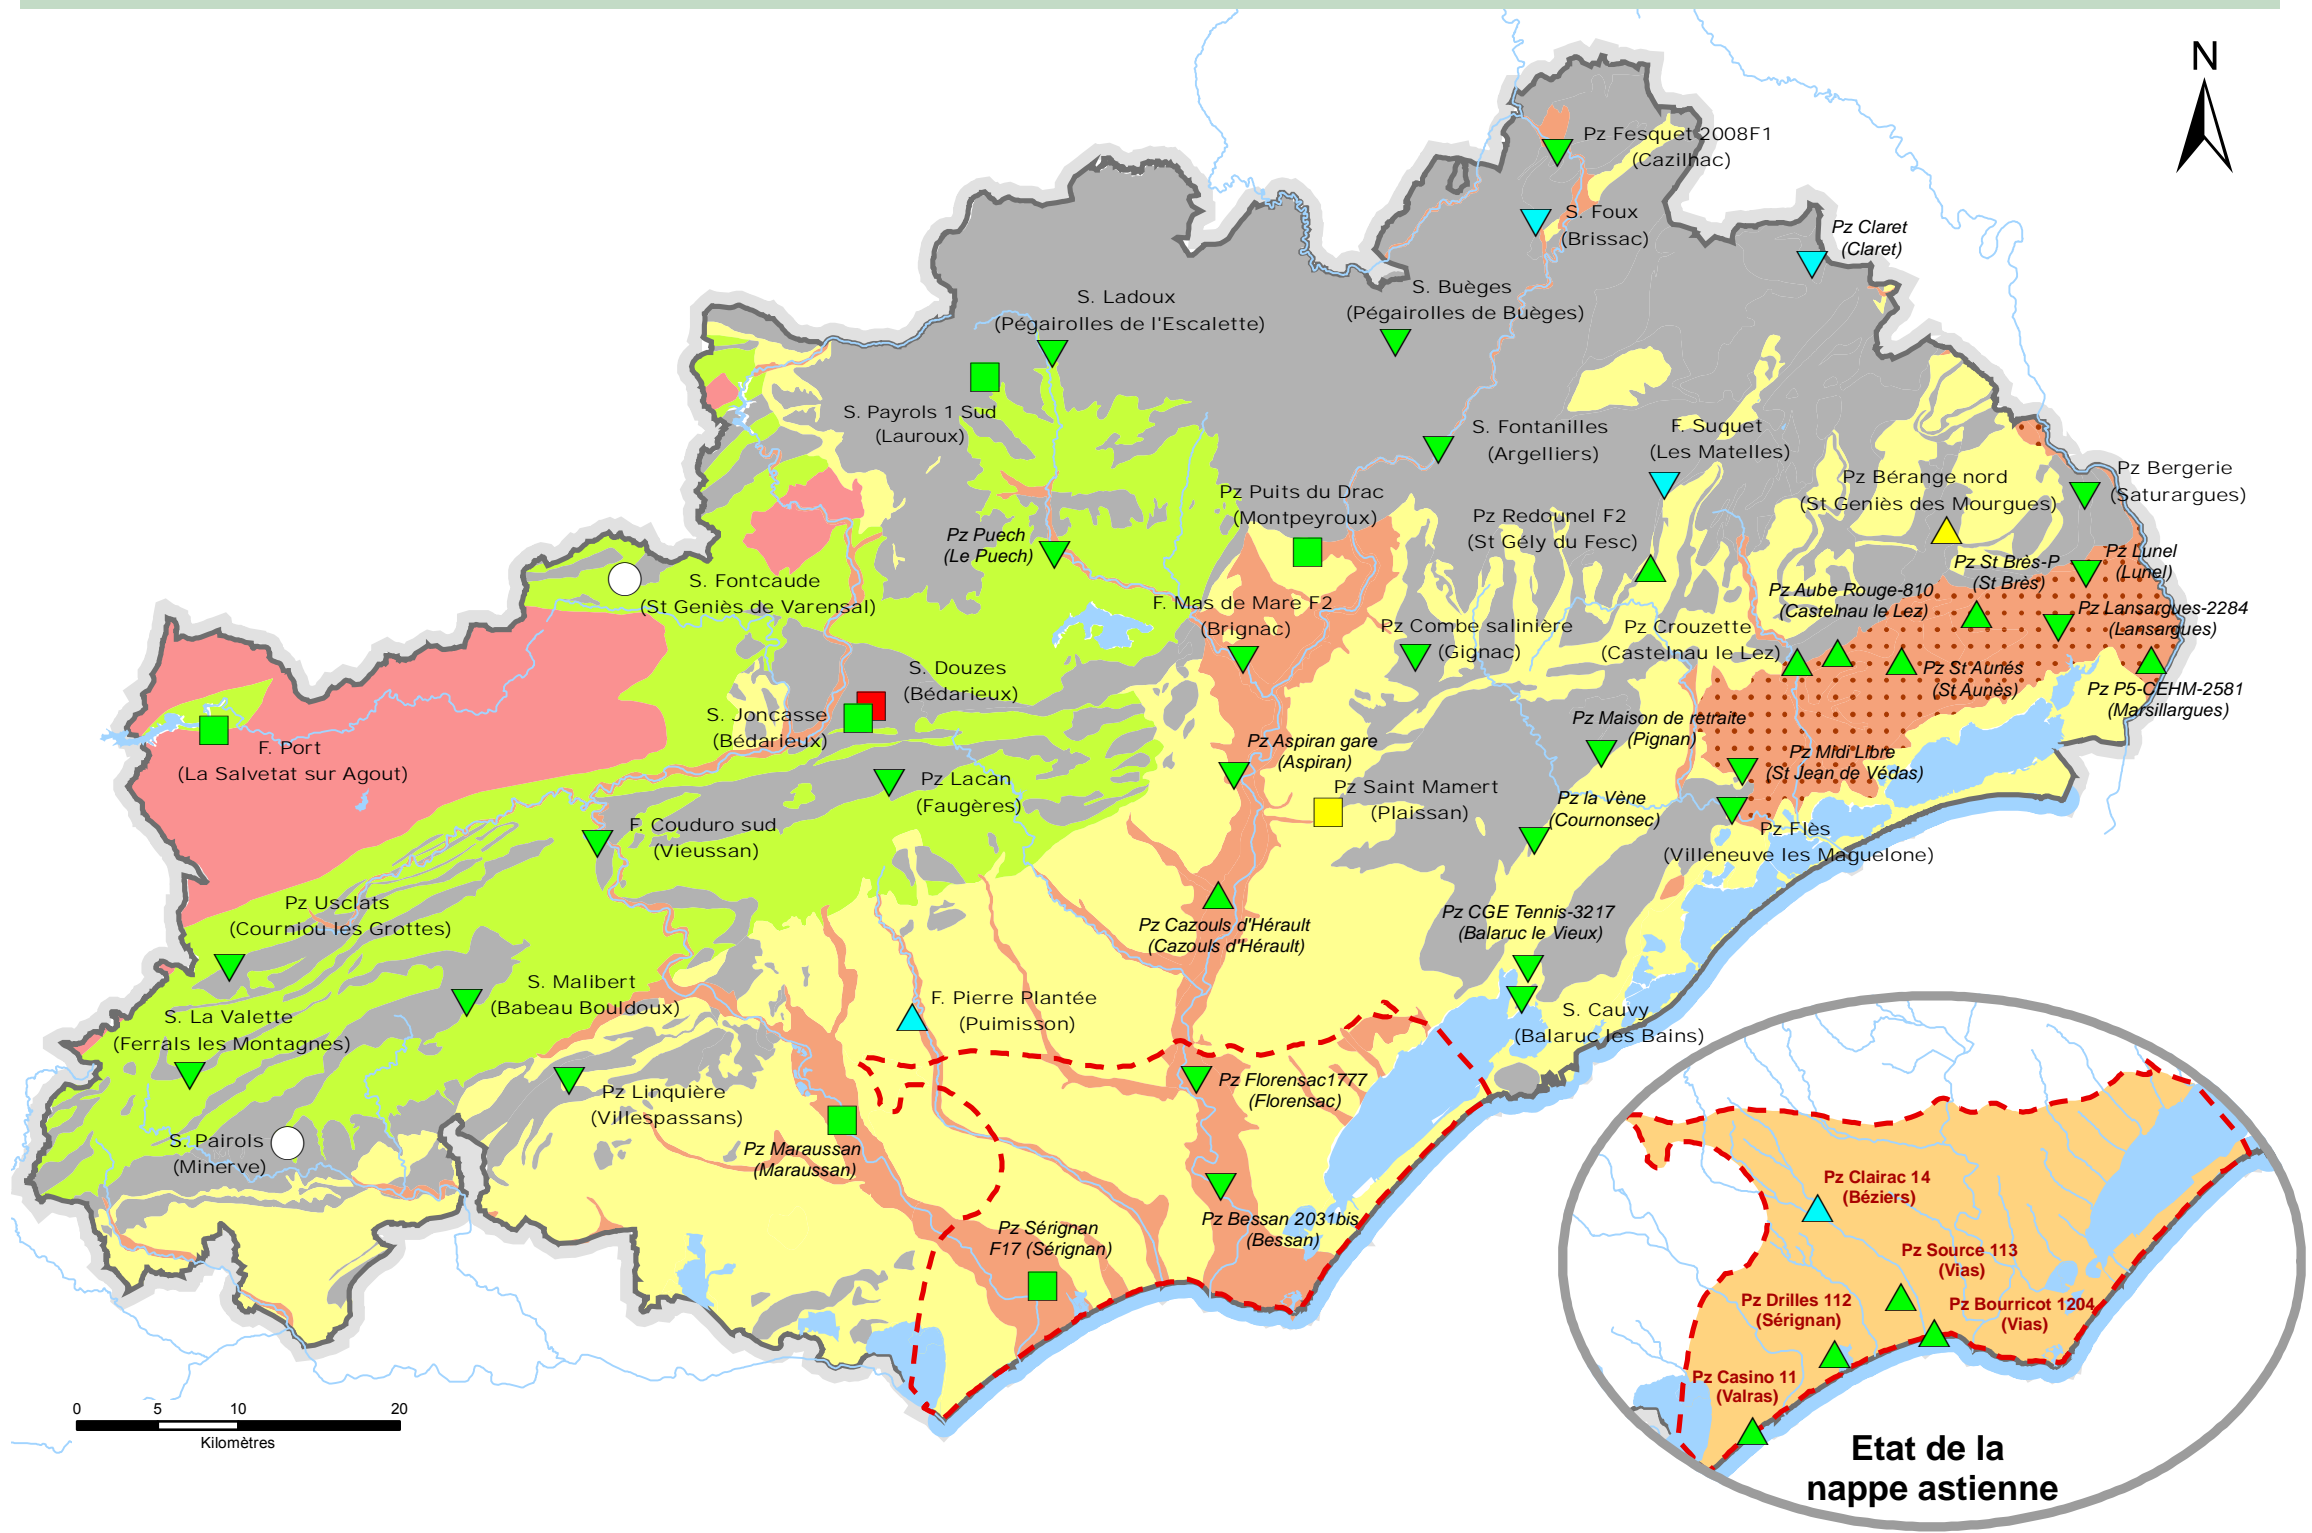 N
Pz Fesquet 2008F1
(Cazilhac)
S. Foux
(Brissac)
Pz Claret
(Claret)
S. Ladoux
(Pégairolles de l'Escalette)
S. Buèges
(Pégairolles de Buèges)
S. Payrols 1 Sud
(Lauroux)
S. Fontanilles
(Argelliers)
F. Suquet
(Les Matelles)
Pz Bérange nord
(St Geniès des Mourgues)
Pz Bergerie
(Saturargues)
Pz Puits du Drac
(Montpeyroux)
Pz Redounel F2
(St Gély du Fesc)
Pz Puech
(Le Puech)
Pz St Brès-P
(St Brès)
Pz Lunel
(Lunel)
S. Fontcaude
(St Geniès de Varensal)
Pz Aube Rouge-810
(Castelnau le Lez)
F. Mas de Mare F2
(Brignac)
Pz Combe salinière
(Gignac)
Pz Crouzette
(Castelnau le Lez)
Pz Lansargues-2284
(Lansargues)
Pz St Aunés
(St Aunès)
Pz P5-CEHM-2581
(Marsillargues)
S. Douzes
(Bédarieux)
S. Joncasse
(Bédarieux)
F. Port
(La Salvetat sur Agout)
Pz Maison de retraite
(Pignan)
Pz Aspiran gare
(Aspiran)
Pz Midi Libre
(St Jean de Védas)
Pz Lacan
(Faugères)
Pz Saint Mamert
(Plaissan)
Pz la Vène
(Cournonsec)
F. Couduro sud
(Vieussan)
Pz Flès
(Villeneuve les Maguelone)
Pz Usclats
(Courniou les Grottes)
Pz Cazouls d'Hérault
(Cazouls d'Hérault)
Pz CGE Tennis-3217
(Balaruc le Vieux)
S. Malibert
(Babeau Bouldoux)
F. Pierre Plantée
(Puimisson)
S. La Valette
(Ferrals les Montagnes)
S. Cauvy
(Balaruc les Bains)
Pz Linquière
(Villespassans)
Pz Florensac1777
(Florensac)
S. Pairols
(Minerve)
Pz Maraussan
(Maraussan)
Pz Sérignan
F17 (Sérignan)
Pz Bessan 2031bis
(Bessan)
Pz Clairac 14
(Béziers)
Pz Source 113
(Vias)
Pz Drilles 112
(Sérignan)
Pz Bourricot 1204
(Vias)
Pz Casino 11
(Valras)
Etat de la
nappe astienne
0 5 10 20
Kilomètres